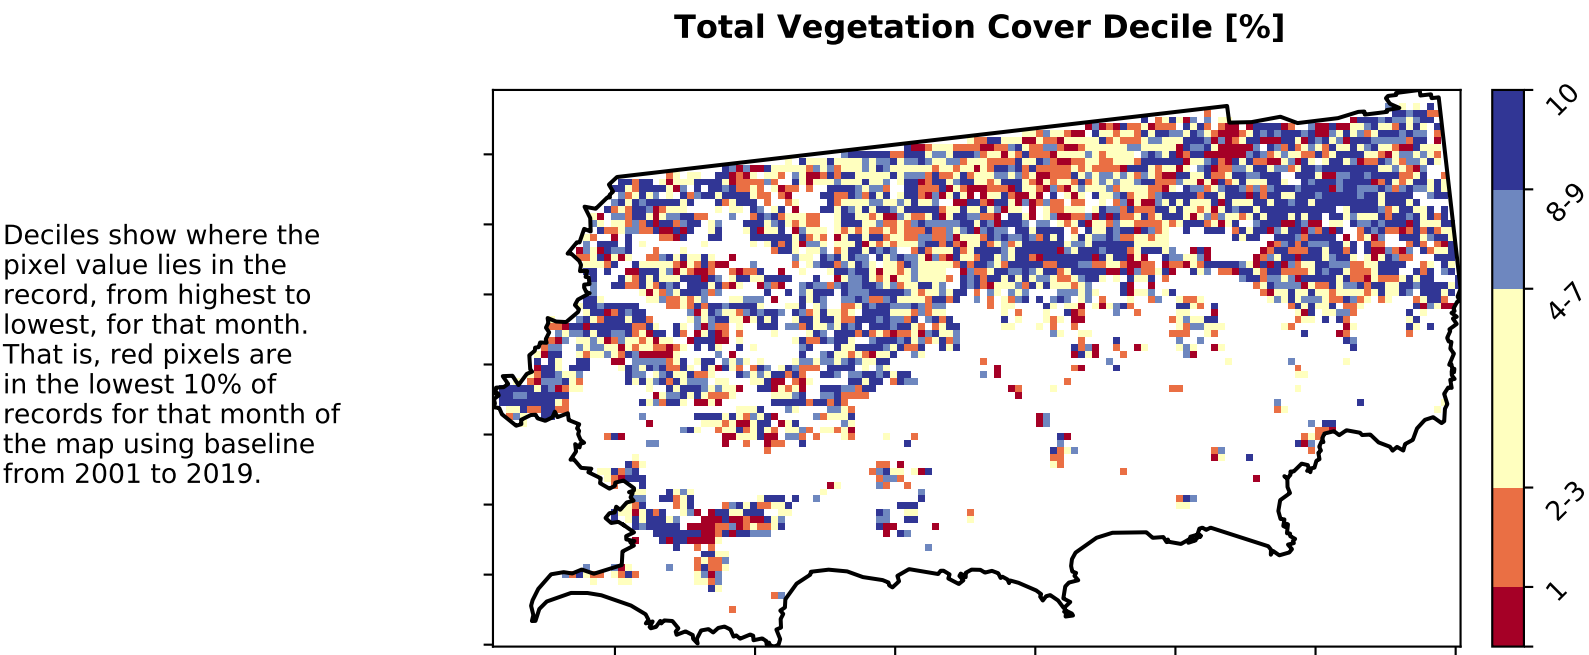 Total Vegetation Cover Decile [%]
Deciles show where the
pixel value lies in the
record, from highest to
lowest, for that month.
That is, red pixels are
in the lowest 10% of
records for that month of
the map using baseline
from 2001 to 2019.
10
8-9
4-7
2-3
1